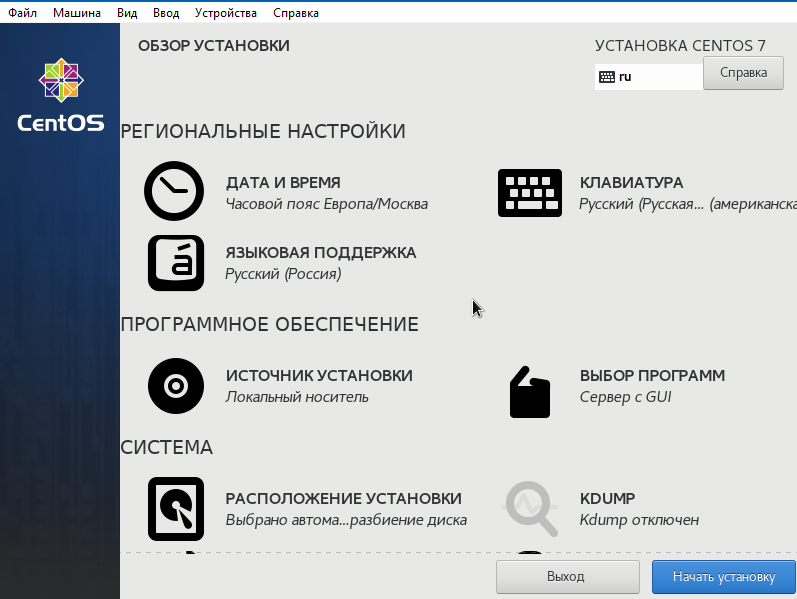 Файл Машина Вид Ввод Устройства Справка
CentOS
ОБЗОР УСТАНОВКИ
УСТАНОВКА CENTOS 7
ru
Справка
РЕГИОНАЛЬНЫЕ НАСТРОЙКИ
ДАТА И ВРЕМЯ
Часовой пояс Европа/Москва
КЛАВИАТУРА
Русский (Русская... (американска
ЯЗЫКОВАЯ ПОДДЕРЖКА
Русский (Россия)
ПРОГРАММНОЕ ОБЕСПЕЧЕНИЕ
ИСТОЧНИК УСТАНОВКИ
Локальный носитель
ВЫБОР ПРОГРАММ
Сервер с GUI
СИСТЕМА
РАСПОЛОЖЕНИЕ УСТАНОВКИ
Выбрано автома...разбиение диска
KDUMP
Kdump отключен
Выход
Начать установку